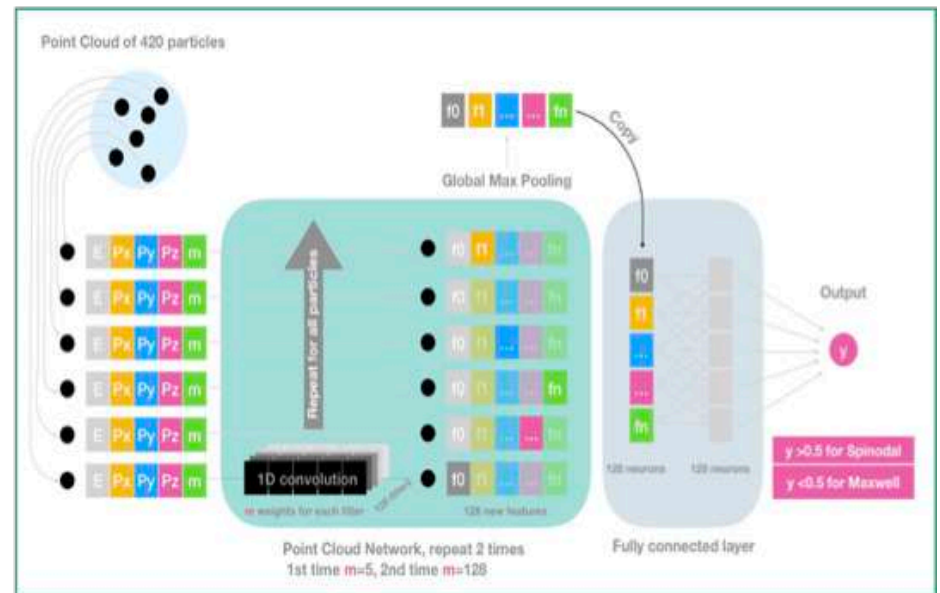 Point Cloud of 420 particles
f0 f1 ... ... fn
Copy
Global Max Pooling
E Px Py Pz m
f0 f1 ... ... fn
E Px Py Pz m
f0 f1 ... ... fn
E Px Py Pz m
f0 f1 ... ... fn
E Px Py Pz m
f0 f1 ... ... fn
E Px Py Pz m
f0 f1 ... ... fn
E Px Py Pz m
f0 f1 ... ... fn
Repeat for all particles
1D convolution
m weights for each filter
128 new features
f0
f1
...
...
fn
128 neurons
128 neurons
Output
y
y >0.5 for Spinodal
y <0.5 for Maxwell
Point Cloud Network, repeat 2 times
1st time m=5, 2nd time m=128
Fully connected layer